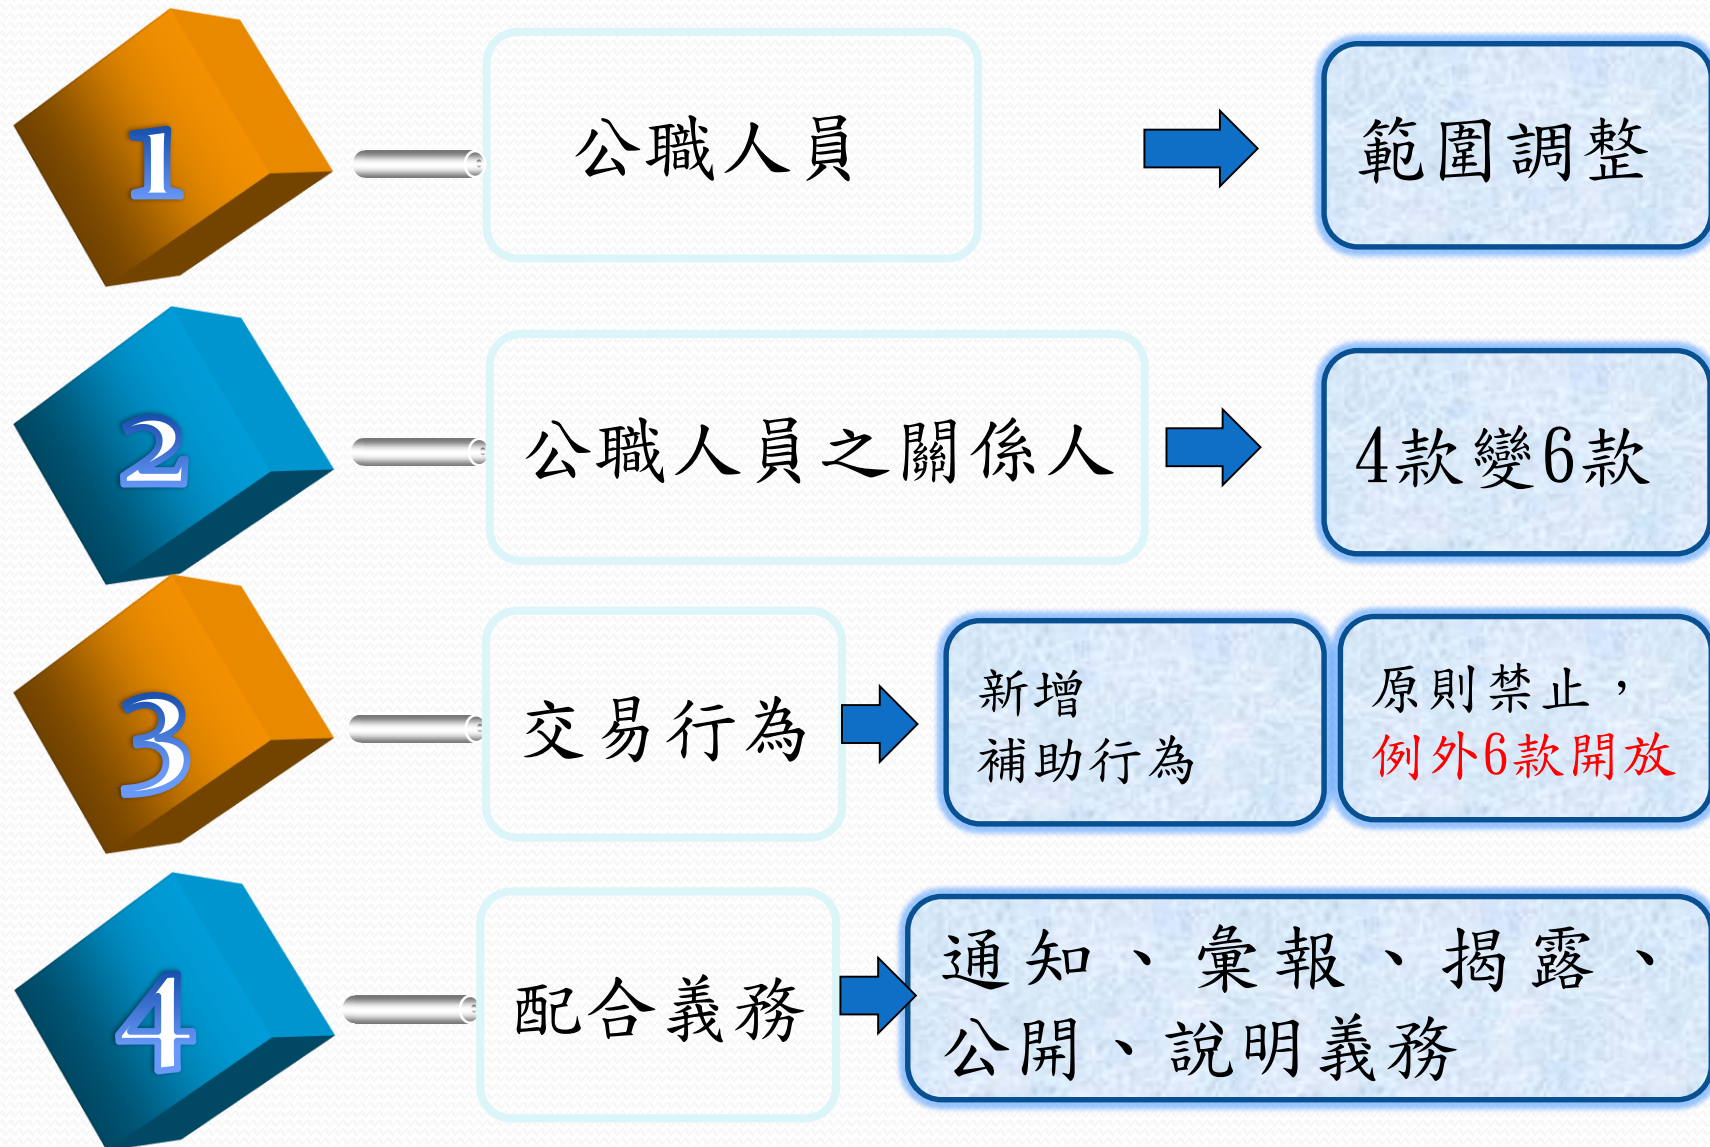 1
公職人員
範圍調整
2
公職人員之關係人
4款變6款
3
交易行為
新增
補助行為
原則禁止，
例外6款開放
4
配合義務
通知、彙報、揭露、
公開、說明義務